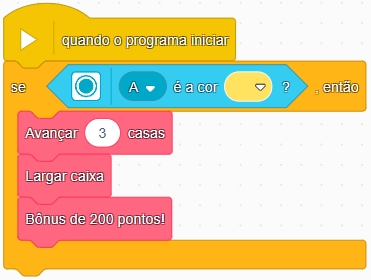 quando o programa iniciar
se A é a cor ? , então
Avançar 3 casas
Largar caixa
Bônus de 200 pontos!